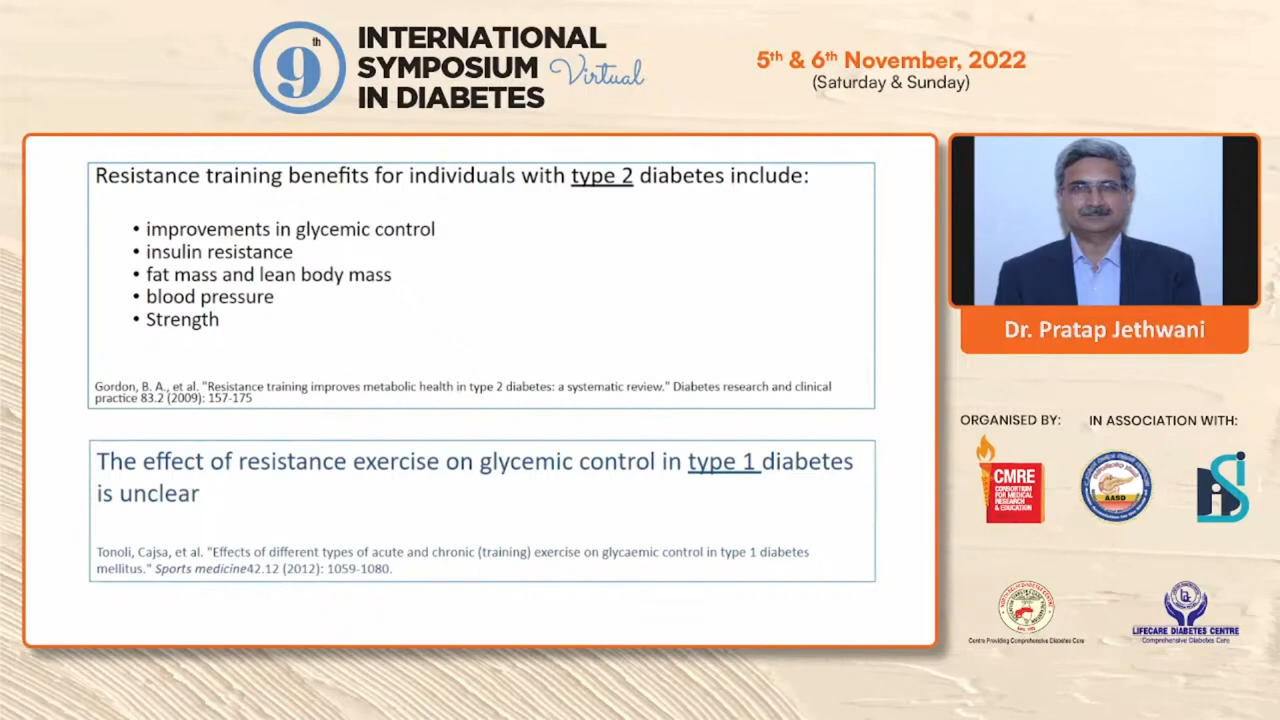 9th
INTERNATIONAL
SYMPOSIUM Virtual
IN DIABETES
5th & 6th November, 2022
(Saturday & Sunday)
Resistance training benefits for individuals with type 2 diabetes include:
• improvements in glycemic control
• insulin resistance
• fat mass and lean body mass
• blood pressure
• Strength
Gordon, B. A., et al. "Resistance training improves metabolic health in type 2 diabetes: a systematic review." Diabetes research and clinical
practice 83.2 (2009): 157-175
The effect of resistance exercise on glycemic control in type 1 diabetes
is unclear
Tonoli, Cajsa, et al. "Effects of different types of acute and chronic (training) exercise on glycaemic control in type 1 diabetes
mellitus." Sports medicine42.12 (2012): 1059-1080.
Dr. Pratap Jethwani
ORGANISED BY:
IN ASSOCIATION WITH:
CMRE
CONSORTIUM
FOR MEDICAL
RESEARCH
& EDUCATION
AASD
Centre Providing Comprehensive Diabetes Care
LIFECARE DIABETES CENTRE
Comprehensive Diabetes Care